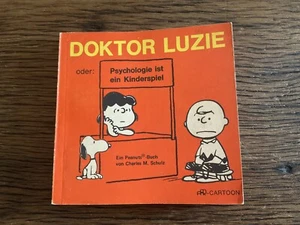 DOKTOR LUZIE
oder:
Psychologie ist
ein Kinderspiel
Ein Peanuts® Buch
von Charles M. Schulz
CARTOON